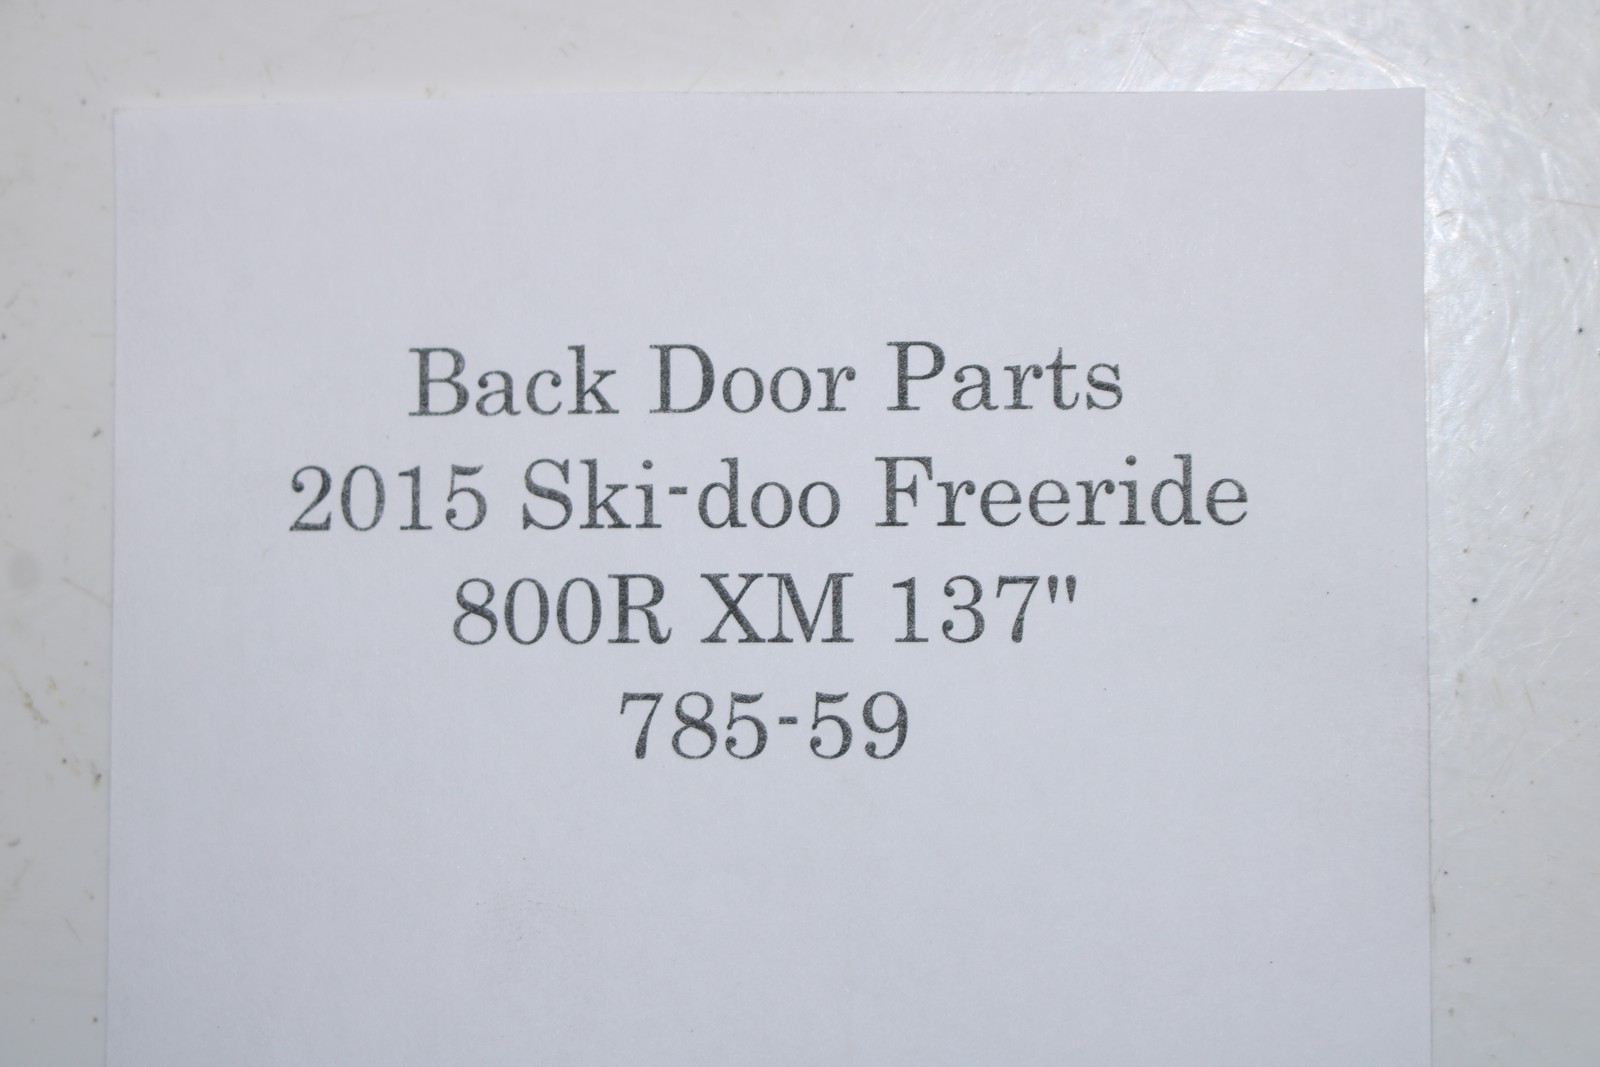 Back Door Parts
2015 Ski-doo Freeride
800R XM 137"
785-59